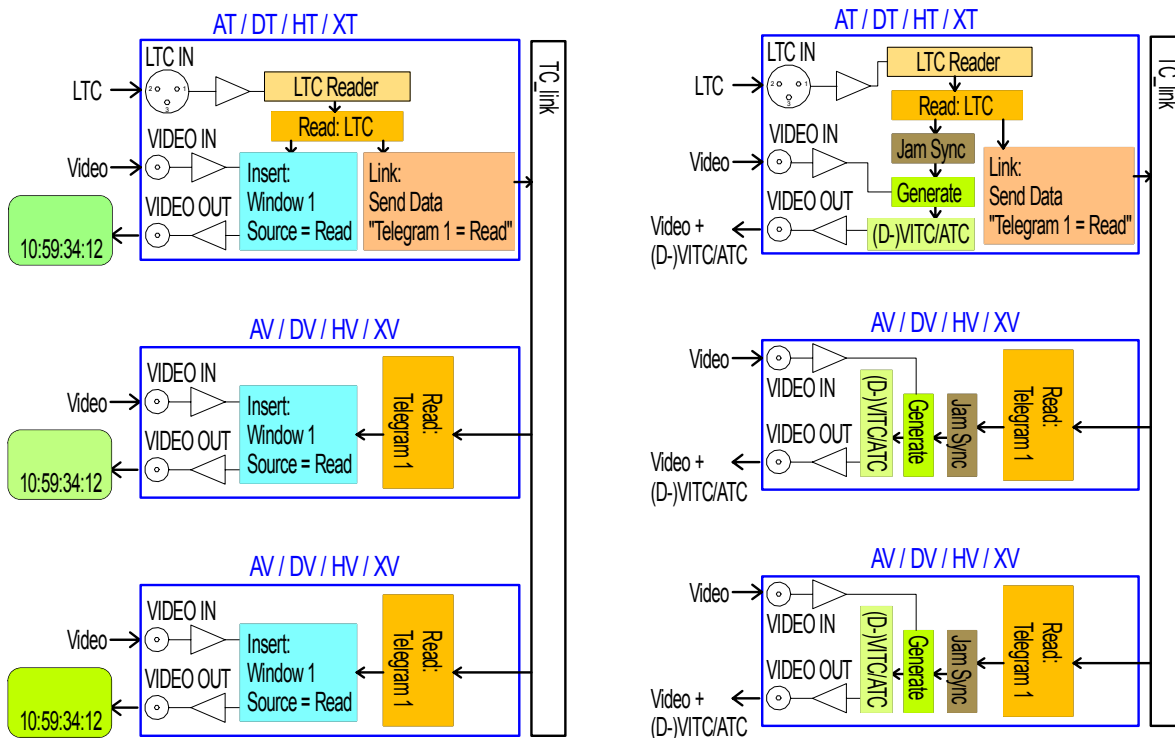 AT / DT / HT / XT
LTC IN
LTC
2
1
3
LTC Reader
Read: LTC
VIDEO IN
Video
Insert:
Window 1
Source = Read
Link:
Send Data
"Telegram 1 = Read"
VIDEO OUT
10:59:34:12
TC_link
AV / DV / HV / XV
VIDEO IN
Video
Insert:
Window 1
Source = Read
Read:
Telegram 1
VIDEO OUT
10:59:34:12
AV / DV / HV / XV
VIDEO IN
Video
Insert:
Window 1
Source = Read
Read:
Telegram 1
VIDEO OUT
10:59:34:12
AT / DT / HT / XT
LTC IN
LTC
2
1
3
LTC Reader
Read: LTC
VIDEO IN
Jam Sync
Video
Link:
Send Data
"Telegram 1 = Read"
Generate
VIDEO OUT
(D-)VITC/ATC
Video +
(D-)VITC/ATC
TC_link
AV / DV / HV / XV
Video
VIDEO IN
(D-)VITC/ATC
Generate
Jam Sync
Read:
Telegram 1
VIDEO OUT
Video +
(D-)VITC/ATC
AV / DV / HV / XV
Video
VIDEO IN
(D-)VITC/ATC
Generate
Jam Sync
Read:
Telegram 1
VIDEO OUT
Video +
(D-)VITC/ATC